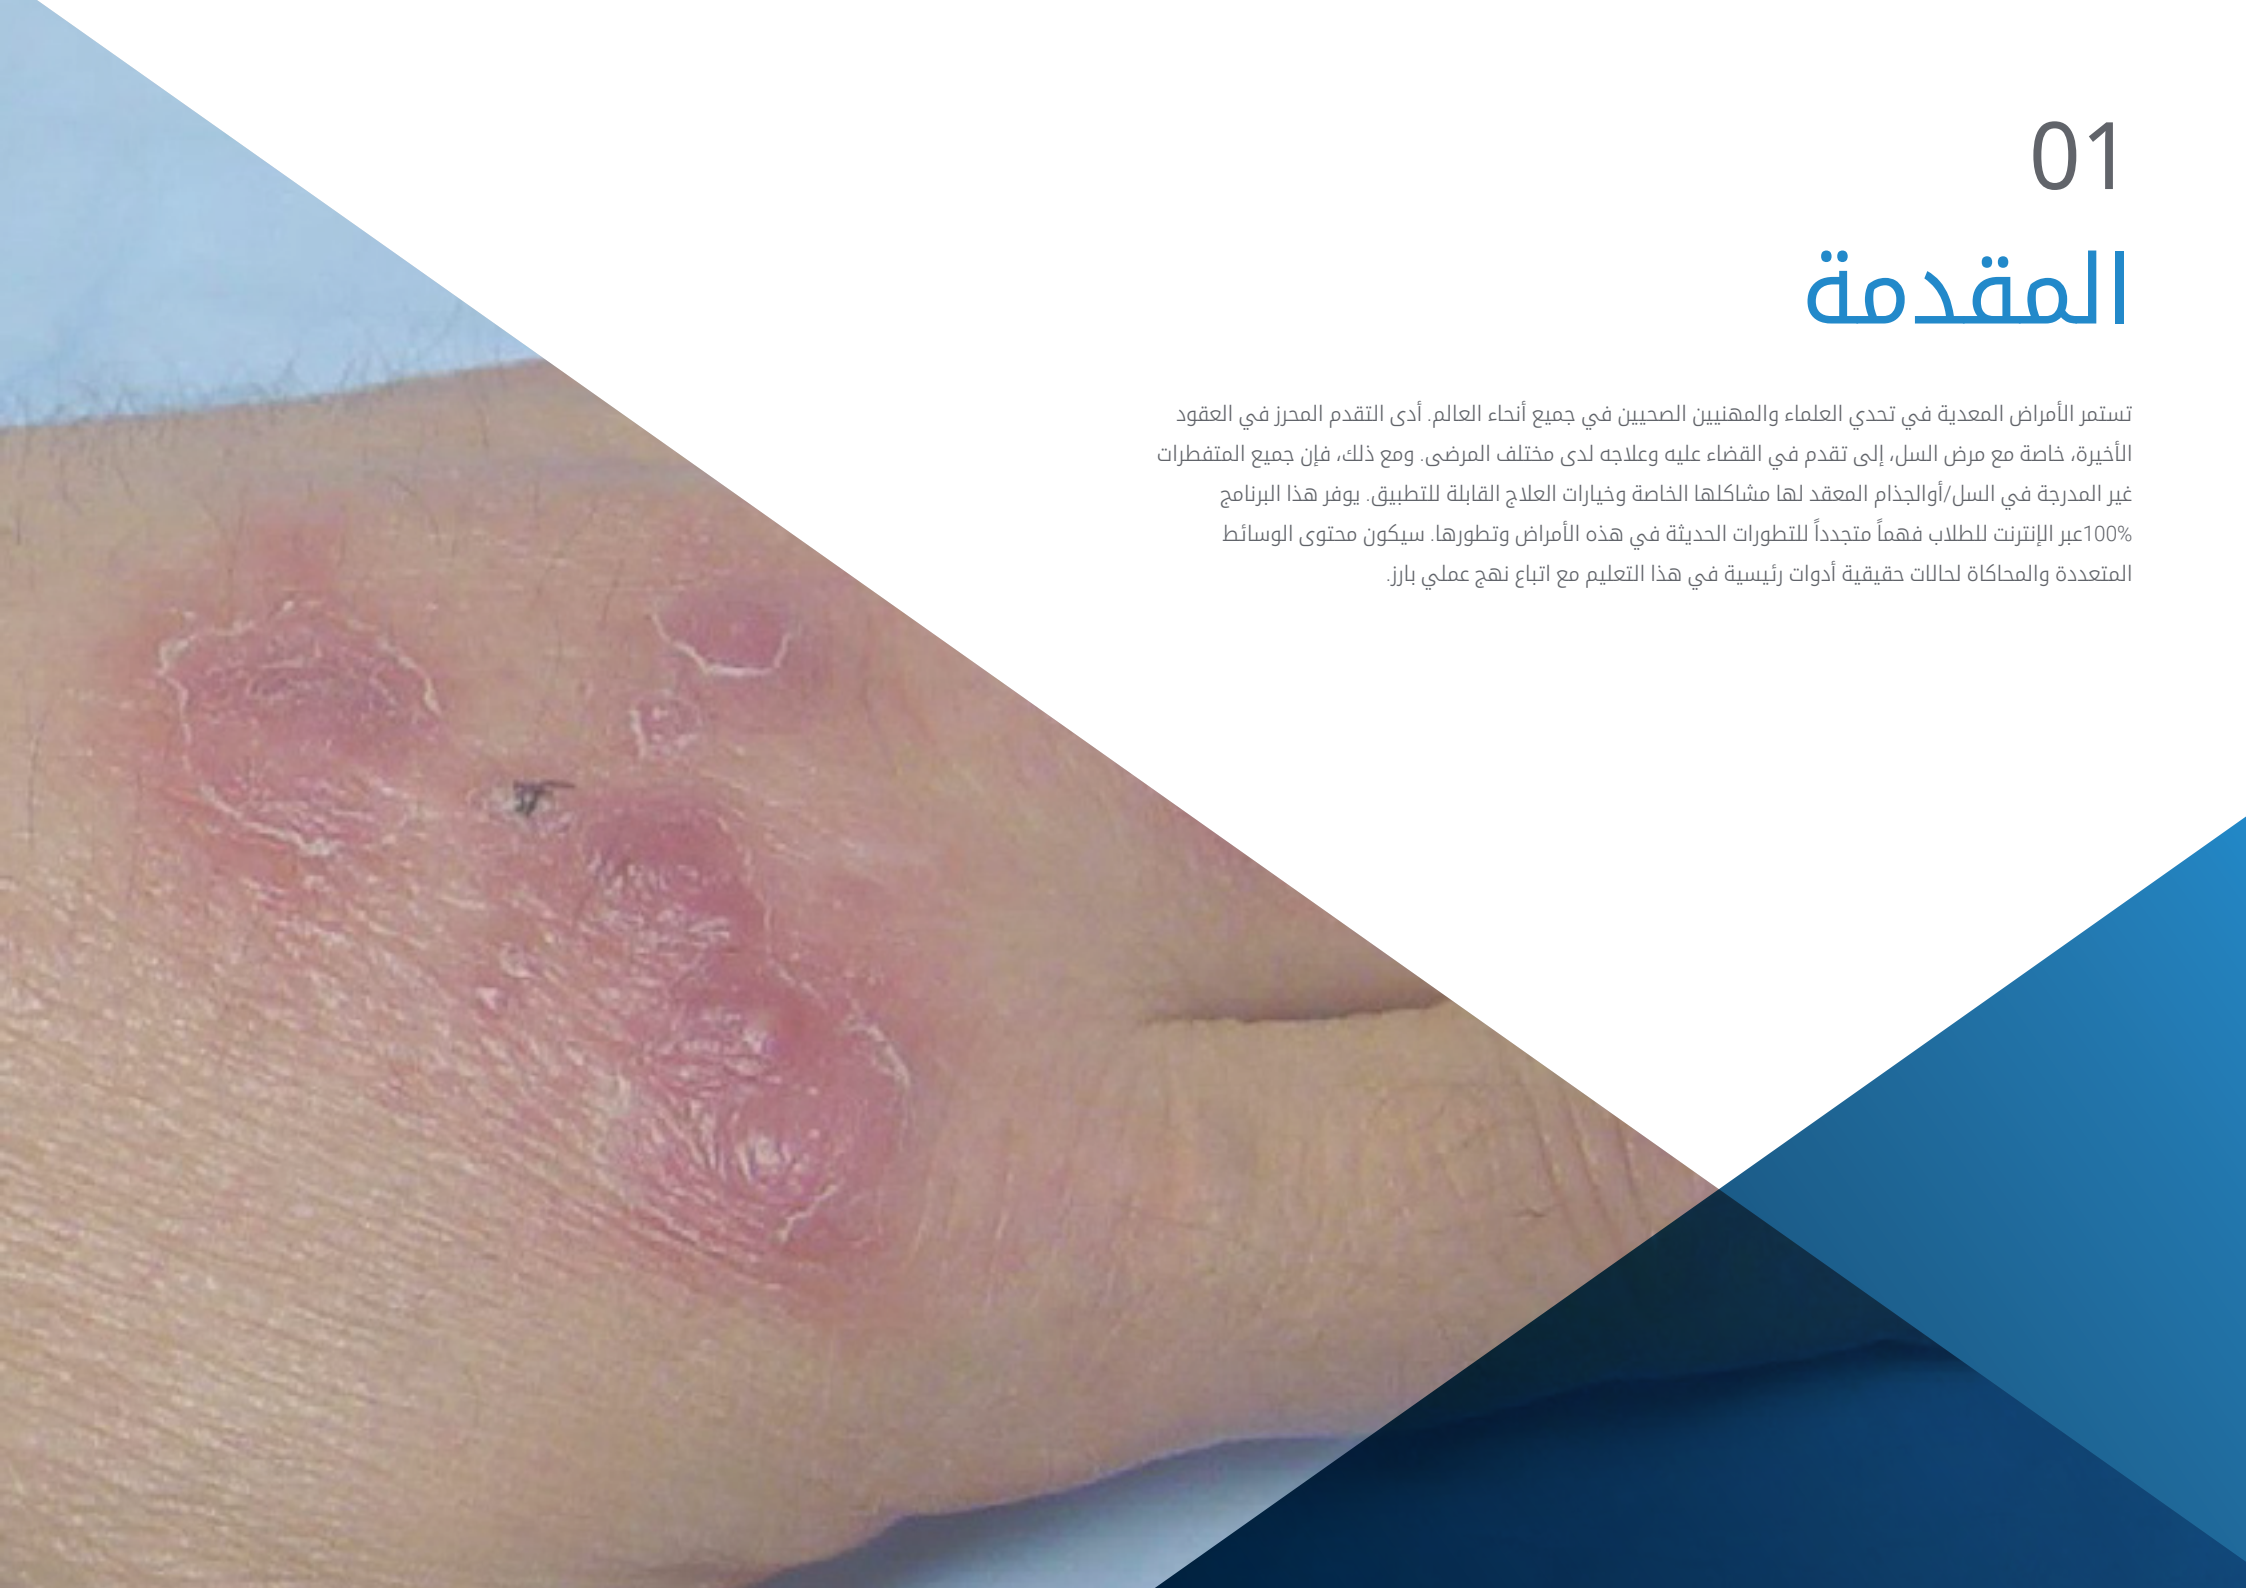 01
المقدمة
تستمر الأمراض المعدية في تحدي العلماء والمهنيين الصحيين في جميع أنحاء العالم. أدى التقدم المحرز في العقود
الأخيرة، خاصة مع مرض السل، إلى تقدم في القضاء عليه وعلاجه لدى مختلف المرضى. ومع ذلك، فإن جميع المتفطرات
غير المدرجة في السل/أوالجذام المعقد لها مشاكلها الخاصة وخيارات العلاج القابلة للتطبيق. يوفر هذا البرنامج
100%عبر الإنترنت للطلاب فهماً متجدداً للتطورات الحديثة في هذه الأمراض وتطورها. سيكون محتوى الوسائط
المتعددة والمحاكاة لحالات حقيقية أدوات رئيسية في هذا التعليم مع اتباع نهج عملي بارز.